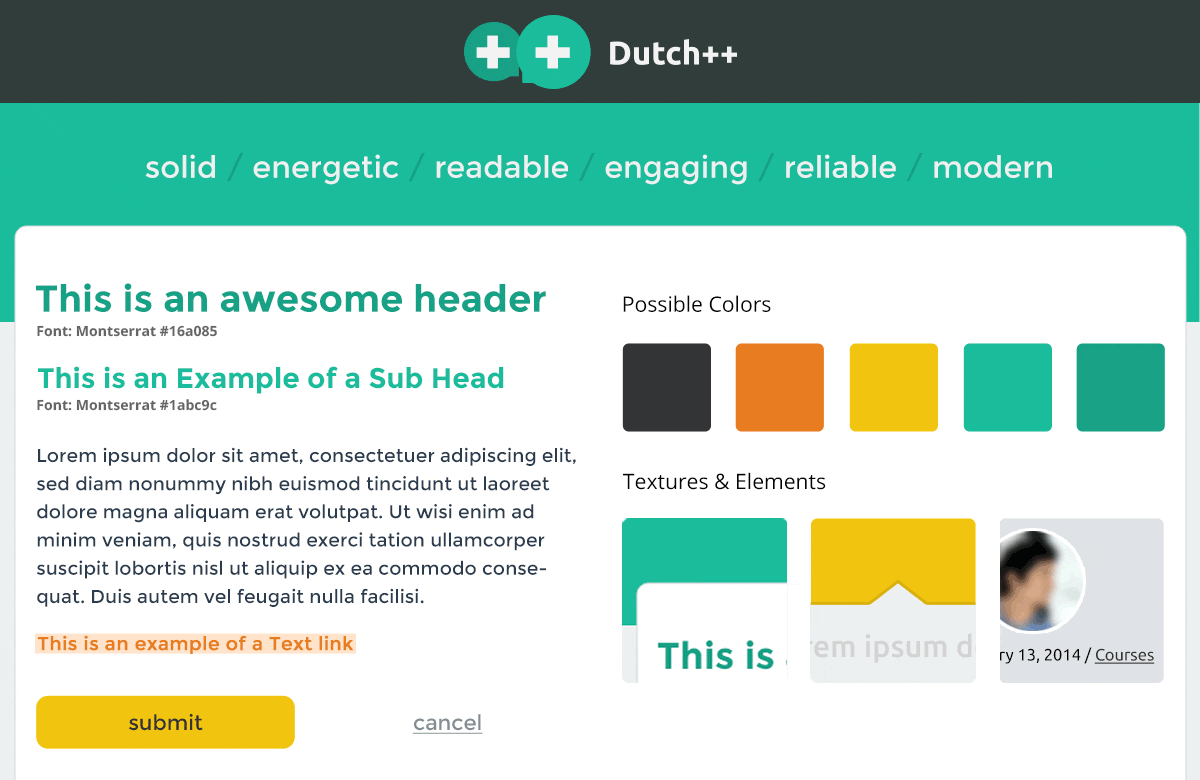 Dutch++
solid / energetic / readable / engaging / reliable / modern
This is an awesome header
Font: Montserrat #16a085
This is an Example of a Sub Head
Font: Montserrat #1abc9c
Lorem ipsum dolor sit amet, consectetuer adipiscing elit,
sed diam nonummy nibh euismod tincidunt ut laoreet
dolore magna aliquam erat volutpat. Ut wisi enim ad
minim veniam, quis nostrud exerci tation ullamcorper
suscipit lobortis nisl ut aliquip ex ea commodo conse-
quat. Duis autem vel feugait nulla facilisi.
This is an example of a Text link
submit
cancel
Possible Colors
Textures & Elements
This is
em ipsum d
ry 13, 2014 / Courses